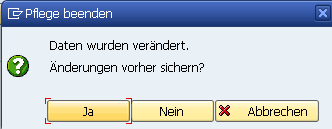 Pflege beenden
Daten wurden verändert.
Änderungen vorher sichern?
Ja
Nein
Abbrechen